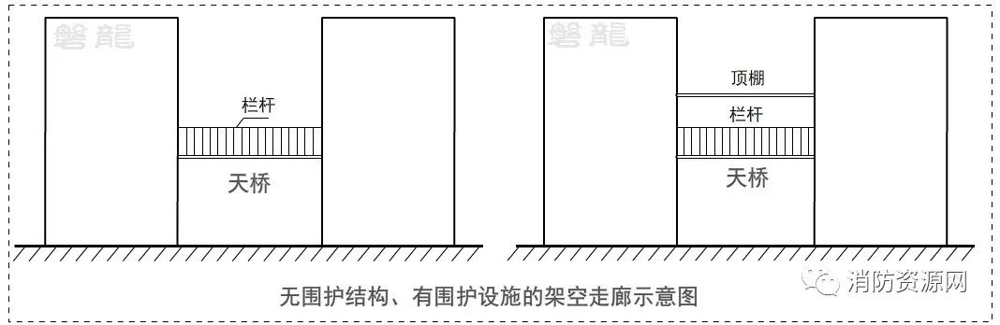 磐龍
磐龍
栏杆
天桥
顶棚
栏杆
天桥
无围护结构、有围护设施的架空走廊示意图
消防资源网